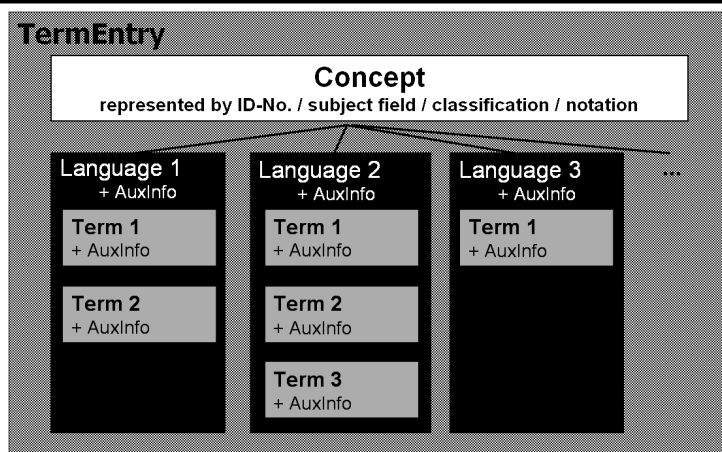 TermEntry
Concept
represented by ID-No. / subject field / classification / notation
Language 1
+ AuxInfo
Term 1
+ AuxInfo
Term 2
+ AuxInfo
Language 2
+ AuxInfo
Term 1
+ AuxInfo
Term 2
+ AuxInfo
Term 3
+ AuxInfo
Language 3
+ AuxInfo
Term 1
+ AuxInfo
...